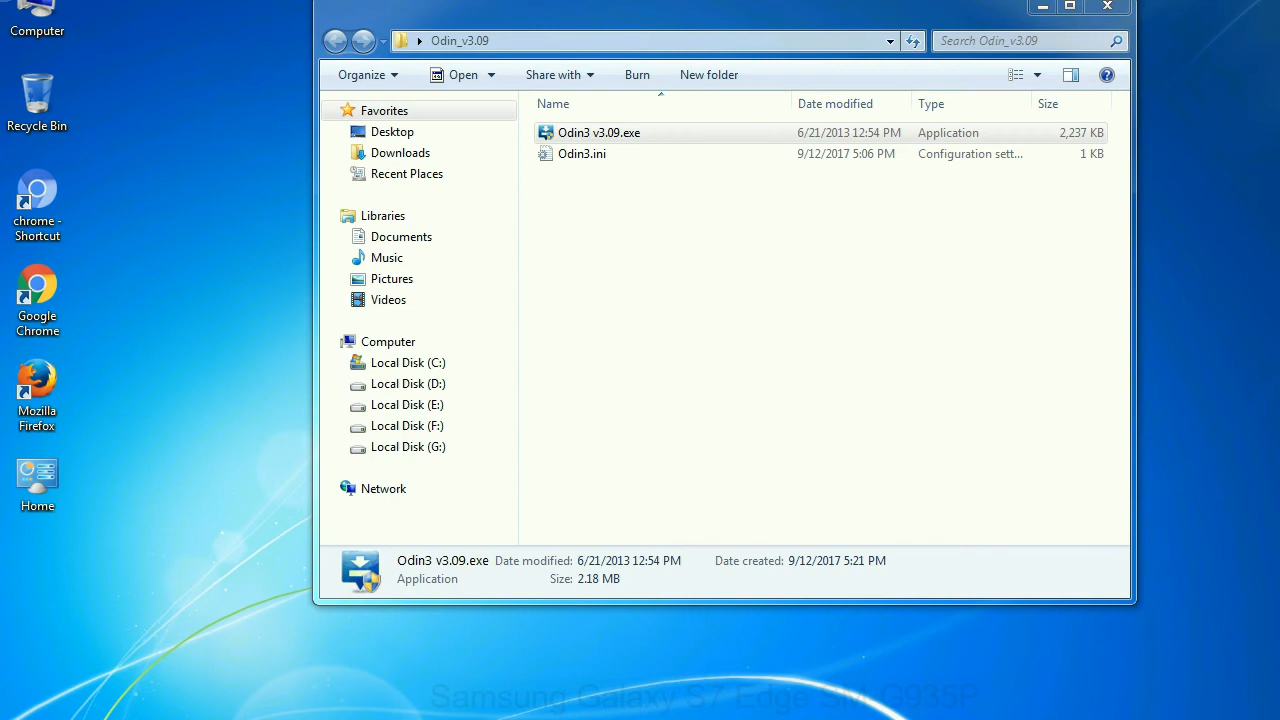 Computer
Recycle Bin
chrome -
Shortcut
Google
Chrome
Mozilla
Firefox
Home
Odin_v3.09
Search Odin_v3.09
Organize
Open
Share with
Burn
New folder
Favorites
Desktop
Downloads
Recent Places
Libraries
Documents
Music
Pictures
Videos
Computer
Local Disk (C:)
Local Disk (D:)
Local Disk (E:)
Local Disk (F:)
Local Disk (G:)
Network
Name Date modified Type Size
Odin3 v3.09.exe 6/21/2013 12:54 PM Application 2,237 KB
Odin3.ini 9/12/2017 5:06 PM Configuration sett... 1 KB
Odin3 v3.09.exe Date modified: 6/21/2013 12:54 PM Date created: 9/12/2017 5:21 PM
Application Size: 2.18 MB
Samsung Galaxy S7 Edge SM-G935P